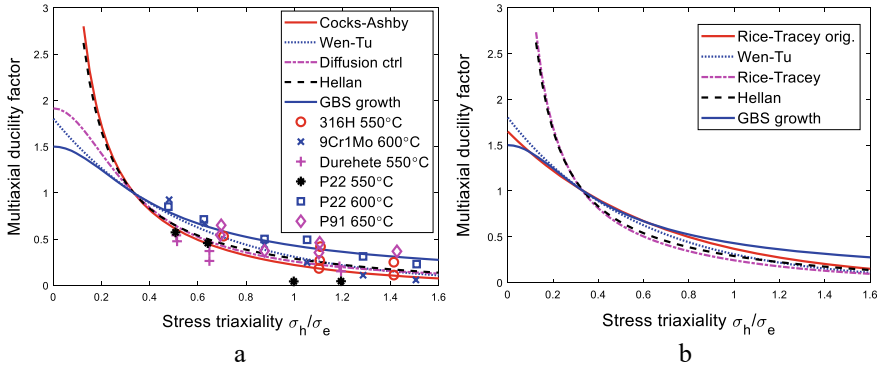 Multiaxial ducility factor
3
2.5
2
1.5
1
0.5
0
0 0.2 0.4 0.6 0.8 1 1.2 1.4 1.6
Stress triaxiality σh/σe
Cocks-Ashby
Wen-Tu
Diffusion ctrl
Hellan
GBS growth
316H 550°C
9Cr1Mo 600°C
Durehete 550°C
P22 550°C
P22 600°C
P91 650°C
a
Multiaxial ducility factor
3
2.5
2
1.5
1
0.5
0
0 0.2 0.4 0.6 0.8 1 1.2 1.4 1.6
Stress triaxiality σh/σe
Rice-Tracey orig.
Wen-Tu
Rice-Tracey
Hellan
GBS growth
b